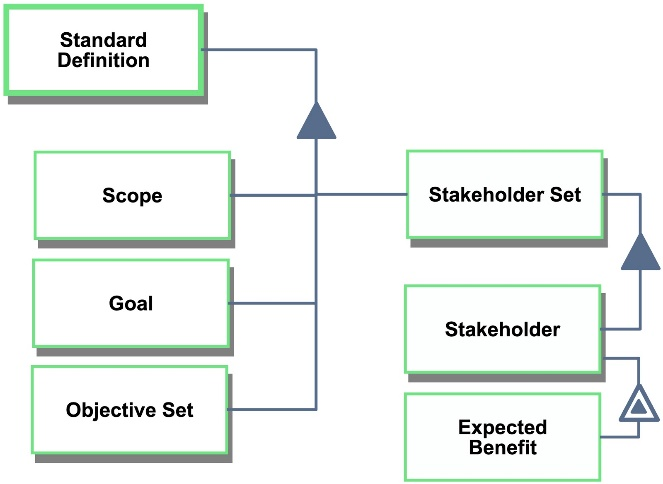 Standard
Definition
Scope
Stakeholder Set
Goal
Stakeholder
Objective Set
Expected
Benefit